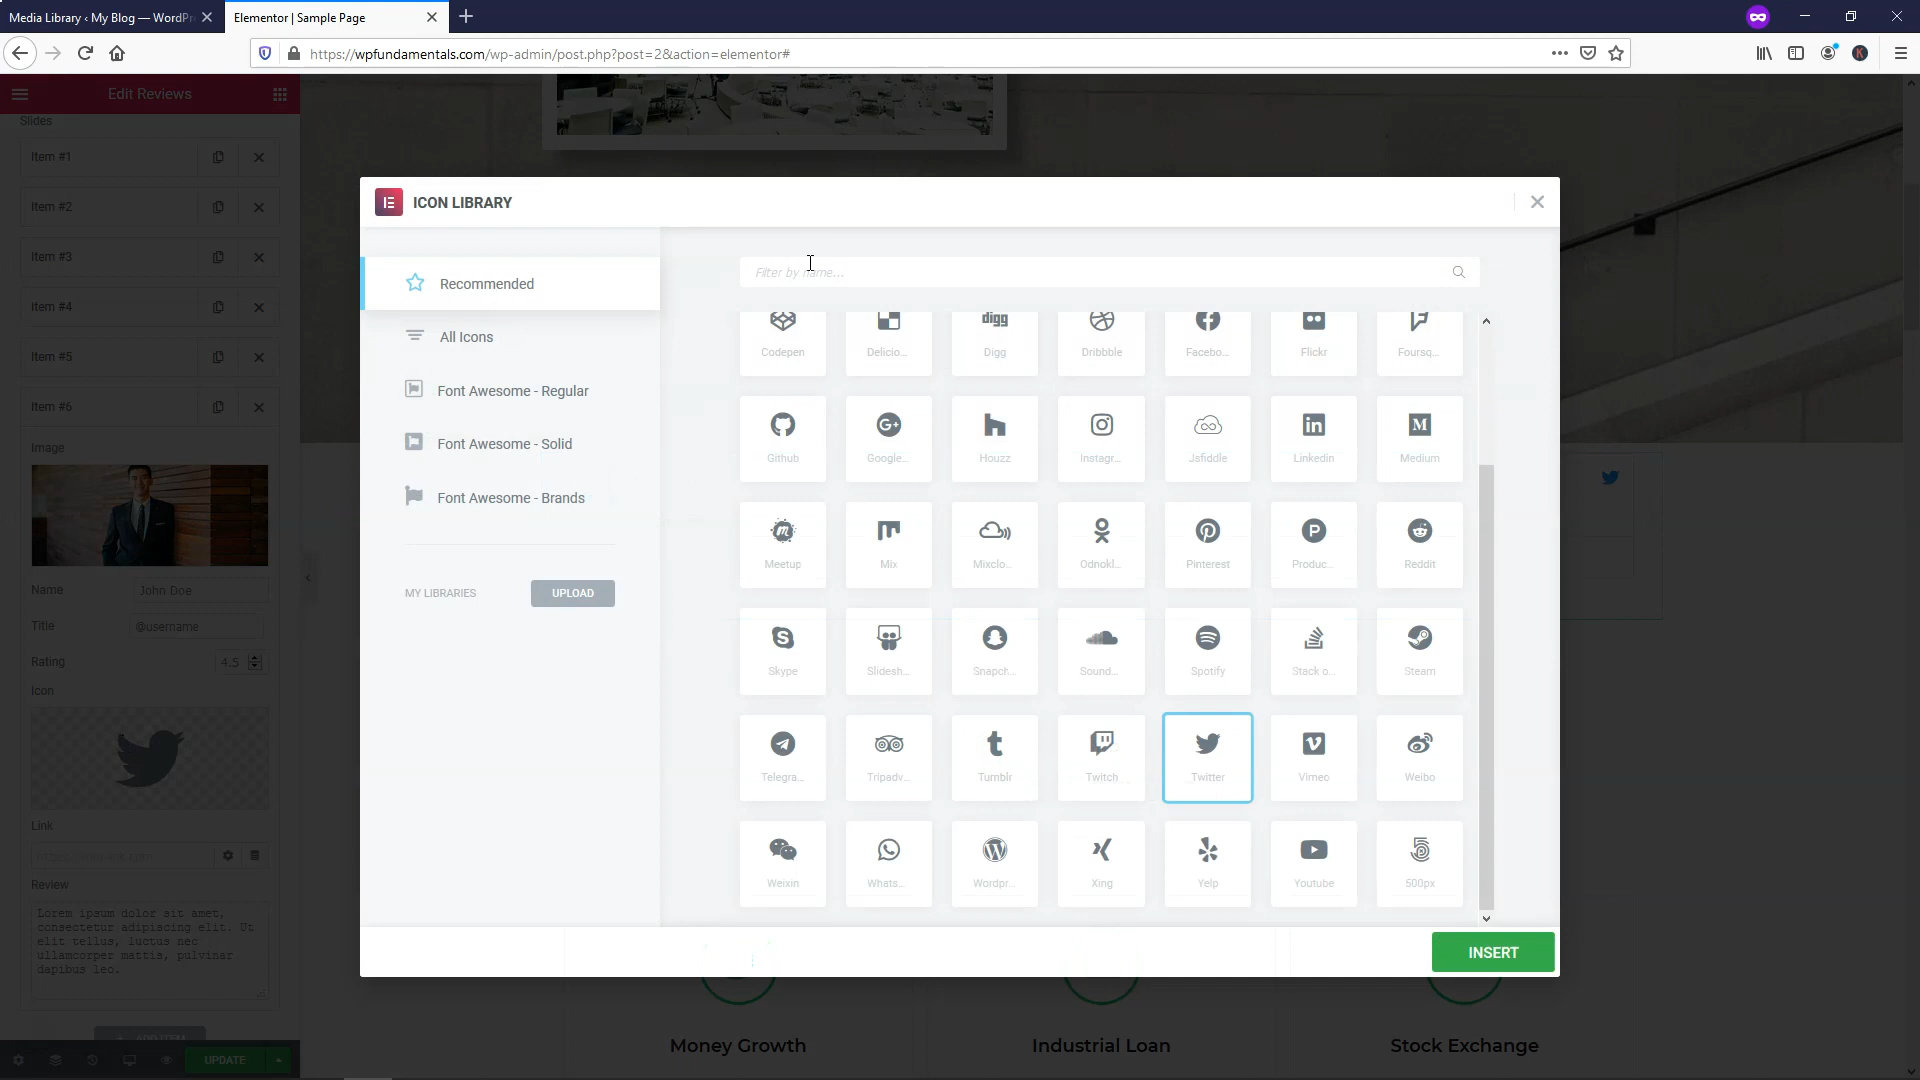 Media Library ‹ My Blog — WordPr
Elementor | Sample Page
https://wpfundamentals.com/wp-admin/post.php?post=2&action=elementor#
Edit Reviews
Slides
Item #1
Item #2
Item #3
Item #4
Item #5
Item #6
Image
Name
John Doe
Title
@username
Rating
4.5
Icon
Link
Review
Lorem ipsum dolor sit amet,
consectetur adipiscing elit. Ut
elit tellus, luctus nec
ullamcorper mattis, pulvinar
dapibus leo.
ADD ITEM
UPDATE
ICON LIBRARY
Recommended
All Icons
Font Awesome - Regular
Font Awesome - Solid
Font Awesome - Brands
MY LIBRARIES
UPLOAD
Filter by name...
Codepen Delicio... Digg Dribbble Facebo... Flickr Foursq...
Github Google... Houzz Instagr... Jsfiddle Linkedin Medium
Meetup Mix Mixclo... Odnokl... Pinterest Produc... Reddit
Skype Slidesh... Snapch... Sound... Spotify Stack o... Steam
Telegra... Tripadv... Tumblr Twitch Twitter Vimeo Weibo
Weixin Whats... Wordpr... Xing Yelp Youtube 500px
INSERT
Money Growth
Industrial Loan
Stock Exchange